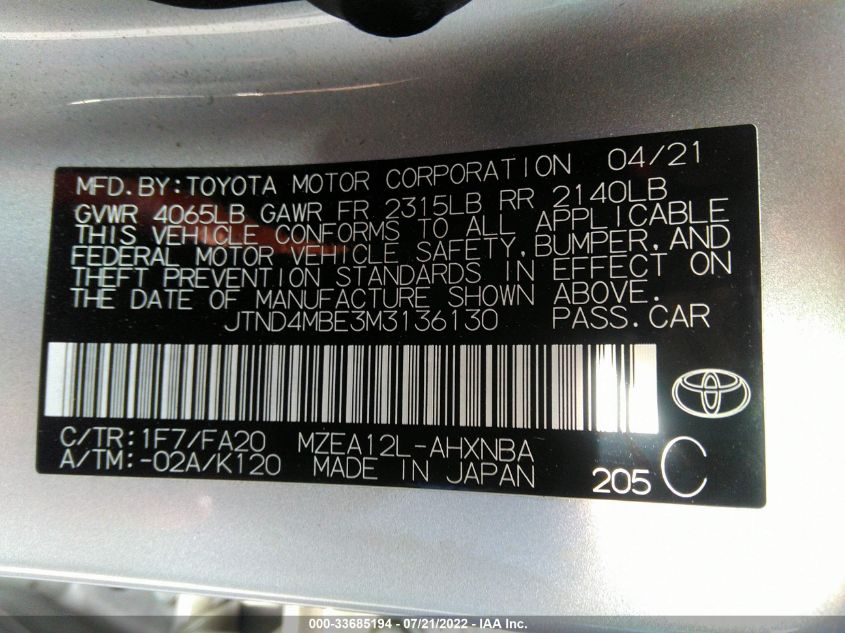 MFD.BY:TOYOTA MOTOR CORPORATION 04/21
GVWR 4065LB GAWR FR 2315LB RR 2140LB
THIS VEHICLE CONFORMS TO ALL APPLICABLE
FEDERAL MOTOR VEHICLE SAFETY,BUMPER,AND
THEFT PREVENTION STANDARDS IN EFFECT ON
THE DATE OF MANUFACTURE SHOWN ABOVE.
JTND4MBE3M3136130 PASS.CAR
C/TR:1F7/FA20 MZEA12L-AHXNBA
A/TM:-02A/K120 MADE IN JAPAN 205 C
000-33685194 - 07/21/2022 - IAA Inc.